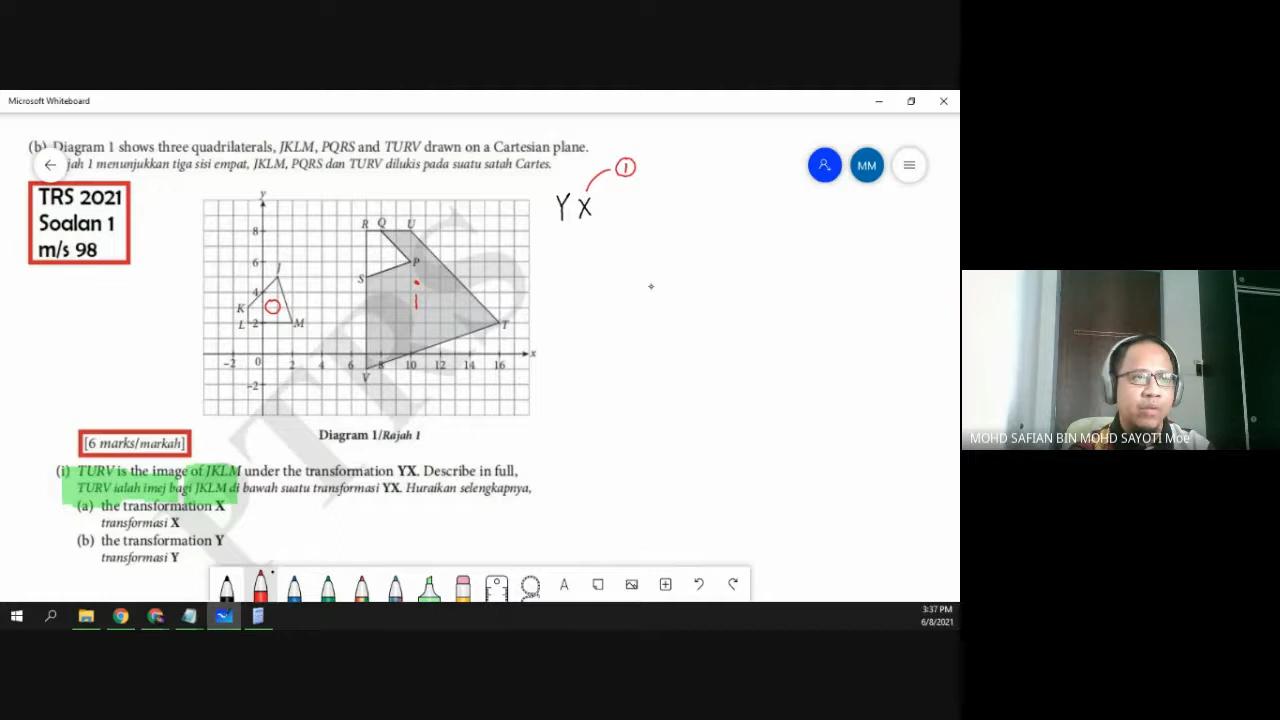 Microsoft Whiteboard
(b) Diagram 1 shows three quadrilaterals, JKLM, PQRS and TURV drawn on a Cartesian plane.
jah 1 menunjukkan tiga sisi empat, JKLM, PQRS dan TURV dilukis pada suatu satah Cartes.
MM
TRS 2021
Soalan 1
m/s 98
YX
1
y
8
6
4
2
-2
-2
0
2
4
6
8
10
12
14
16
x
J
K
L
M
R
Q
U
P
S
T
V
PTRS
Diagram 1/Rajah 1
[6 marks/markah]
(i) TURV is the image of JKLM under the transformation YX. Describe in full,
TURV ialah imej bagi JKLM di bawah suatu transformasi YX. Huraikan selengkapnya,
(a) the transformation X
transformasi X
(b) the transformation Y
transformasi Y
A
3:37 PM
6/8/2021
MOHD SAFIAN BIN MOHD SAYOTI Moe